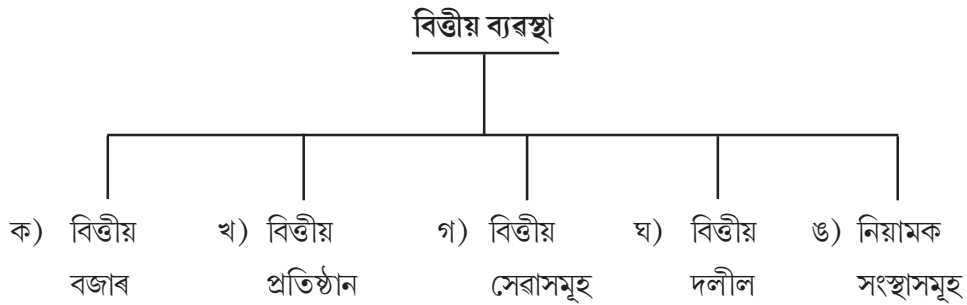 বিত্তীয় ব্যৱস্থা
ক) বিত্তীয় বজাৰ
খ) বিত্তীয় প্ৰতিষ্ঠান
গ) বিত্তীয় সেৱাসমূহ
ঘ) বিত্তীয় দলীল
ঙ) নিয়ামক সংস্থাসমূহ